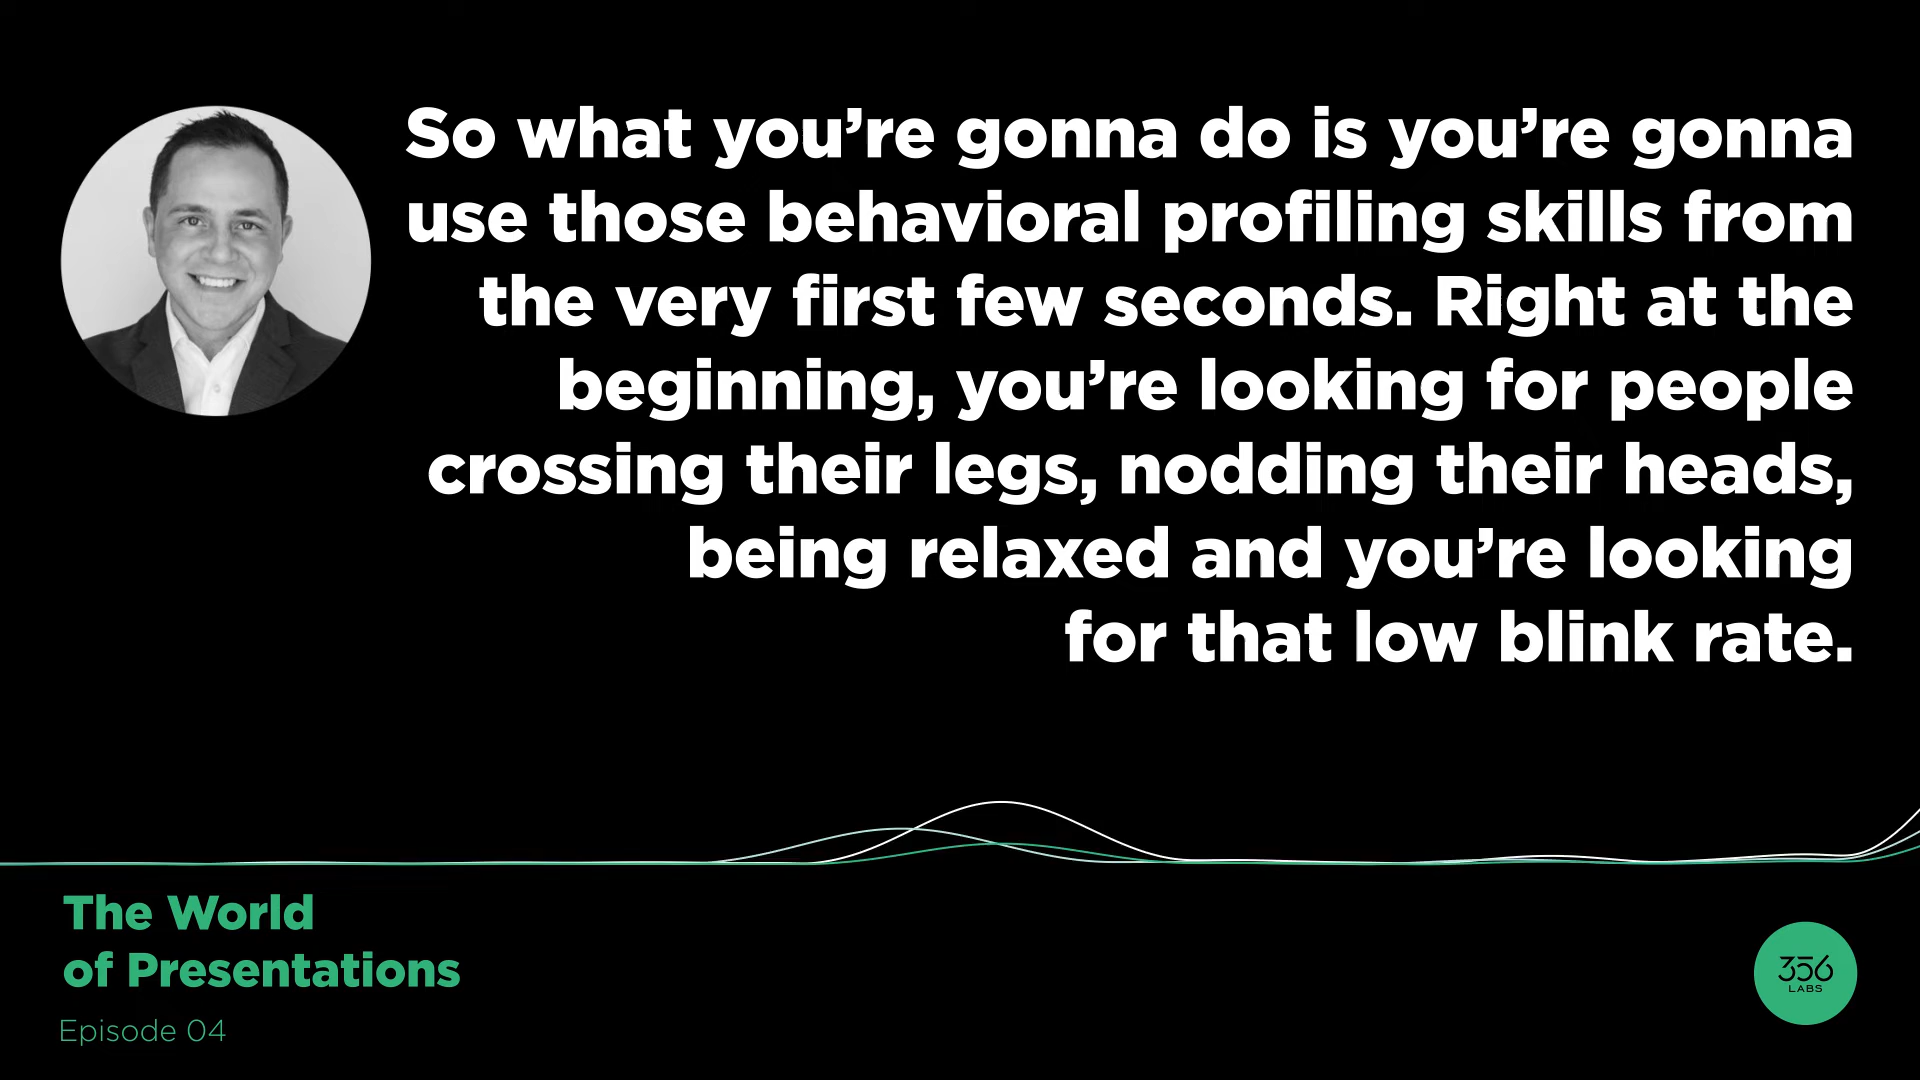 So what you’re gonna do is you’re gonna
use those behavioral profiling skills from
the very first few seconds. Right at the
beginning, you’re looking for people
crossing their legs, nodding their heads,
being relaxed and you’re looking
for that low blink rate.
The World
of Presentations
Episode 04
356
LABS